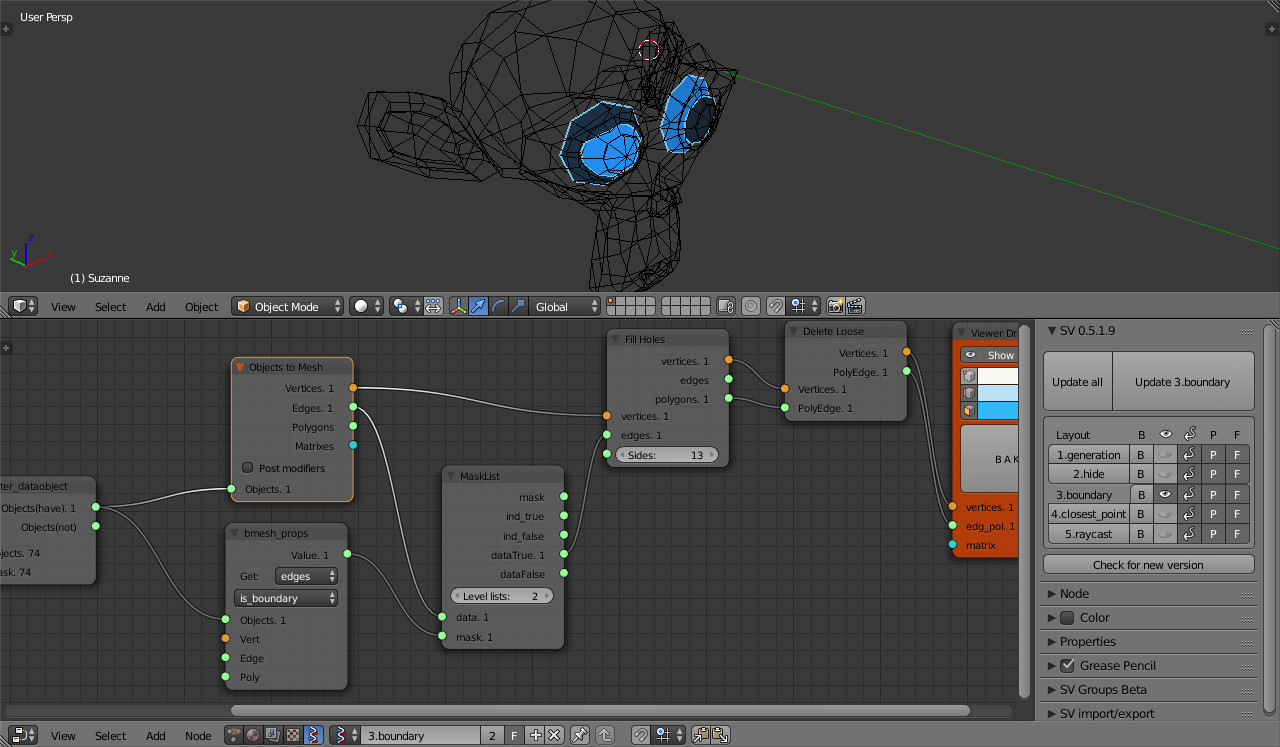 User Persp
z
y
x
(1) Suzanne
View Select Add Object Object Mode Global
Objects to Mesh
Vertices. 1
Edges. 1
Polygons
Matrixes
Post modifiers
Objects. 1
ter_dataobject
Objects(have). 1
Objects(not)
jects. 74
sk. 74
bmesh_props
Value. 1
Get: edges
is_boundary
Objects. 1
Vert
Edge
Poly
MaskList
mask
ind_true
ind_false
dataTrue. 1
dataFalse
Level lists: 2
data. 1
mask. 1
Fill Holes
vertices. 1
edges
polygons. 1
vertices. 1
edges. 1
Sides: 13
Delete Loose
Vertices. 1
PolyEdge. 1
Vertices. 1
PolyEdge. 1
Viewer Dr
Show
B A K
vertices. 1
edg_pol. 1
matrix
SV 0.5.1.9
Update all Update 3.boundary
Layout B P F
1.generation B P F
2.hide B P F
3.boundary B P F
4.closest_point B P F
5.raycast B P F
Check for new version
Node
Color
Properties
Grease Pencil
SV Groups Beta
SV import/export
View Select Add Node 3.boundary 2 F